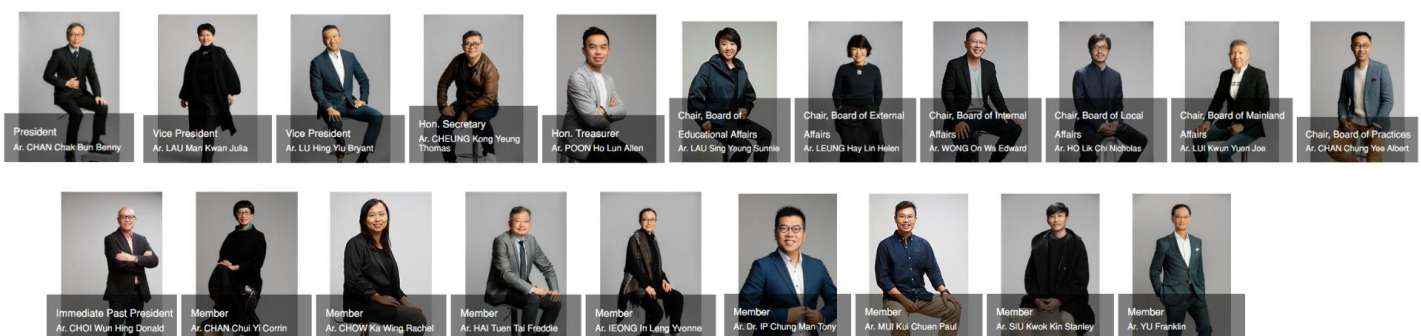 President
Ar. CHAN Chak Bun Benny
Vice President
Ar. LAU Man Kwan Julia
Vice President
Ar. LU Hing Yiu Bryant
Hon. Secretary
Ar. CHEUNG Kong Yeung
Thomas
Hon. Treasurer
Ar. POON Ho Lun Allen
Chair, Board of
Educational Affairs
Ar. LAU Sing Yeung Sunnie
Chair, Board of External
Affairs
Ar. LEUNG Hay Lin Helen
Chair, Board of Internal
Affairs
Ar. WONG On Wa Edward
Chair, Board of Local
Affairs
Ar. HO Lik Chi Nicholas
Chair, Board of Mainland
Affairs
Ar. LUI Kwun Yuen Joe
Chair, Board of Practices
Ar. CHAN Chung Yee Albert
Immediate Past President
Ar. CHOI Wun Hing Donald
Member
Ar. CHAN Chui Yi Corrin
Member
Ar. CHOW Ka Wing Rachel
Member
Ar. HAI Tuen Tai Freddie
Member
Ar. IEONG In Leng Yvonne
Member
Ar. Dr. IP Chung Man Tony
Member
Ar. MUI Kui Chuen Paul
Member
Ar. SIU Kwok Kin Stanley
Member
Ar. YU Franklin